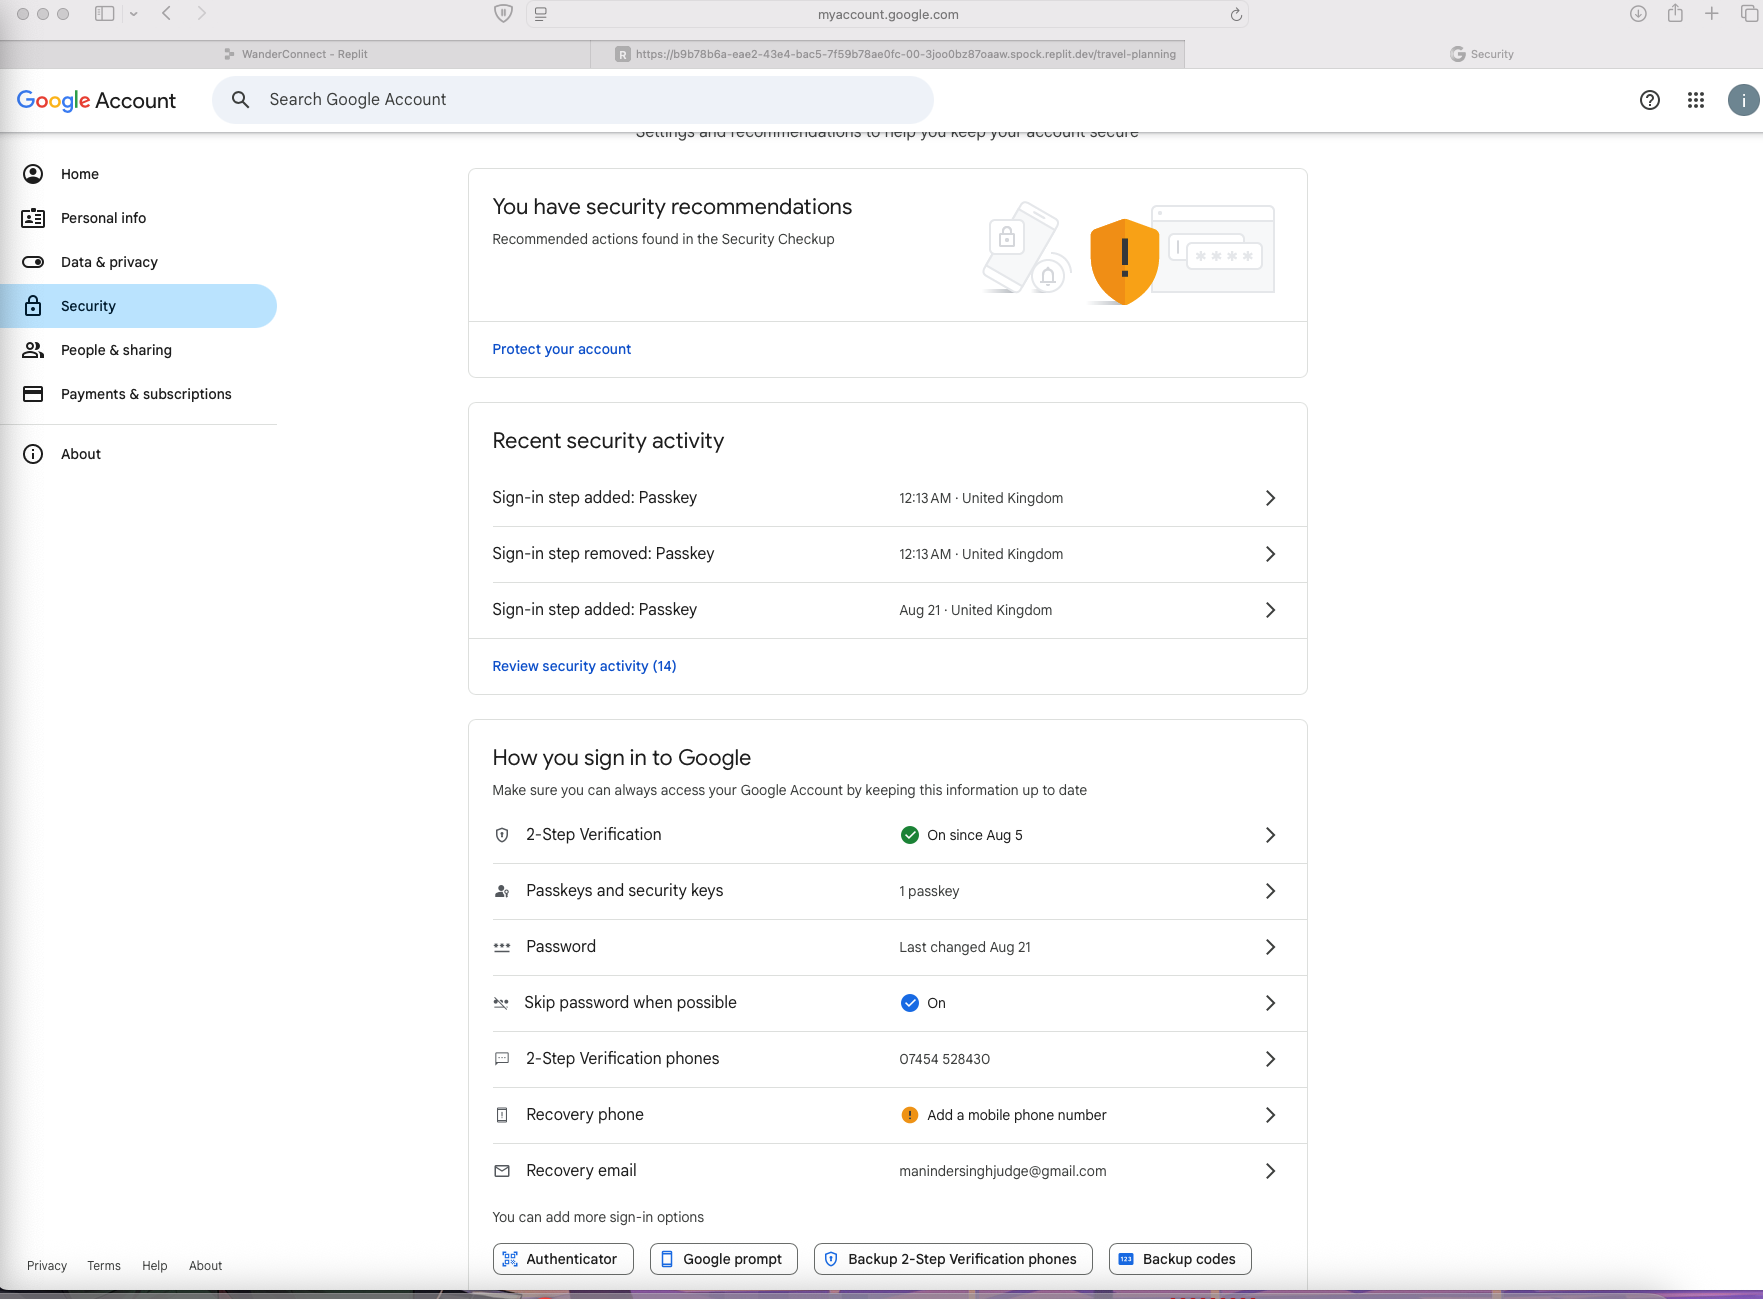 myaccount.google.com
WanderConnect - Replit
R https://b9b78b6a-eae2-43e4-bac5-7f59b78ae0fc-00-3joo0bz87oaaw.spock.replit.dev/travel-planning
Security
Google Account
Search Google Account
i
Settings and recommendations to help you keep your account secure
Home
Personal info
Data & privacy
Security
People & sharing
Payments & subscriptions
About
You have security recommendations
Recommended actions found in the Security Checkup
Protect your account
Recent security activity
Sign-in step added: Passkey 12:13 AM · United Kingdom
Sign-in step removed: Passkey 12:13 AM · United Kingdom
Sign-in step added: Passkey Aug 21 · United Kingdom
Review security activity (14)
How you sign in to Google
Make sure you can always access your Google Account by keeping this information up to date
2-Step Verification On since Aug 5
Passkeys and security keys 1 passkey
Password Last changed Aug 21
Skip password when possible On
2-Step Verification phones 07454 528430
Recovery phone Add a mobile phone number
Recovery email manindersinghjudge@gmail.com
You can add more sign-in options
Authenticator Google prompt Backup 2-Step Verification phones 123 Backup codes
Privacy Terms Help About